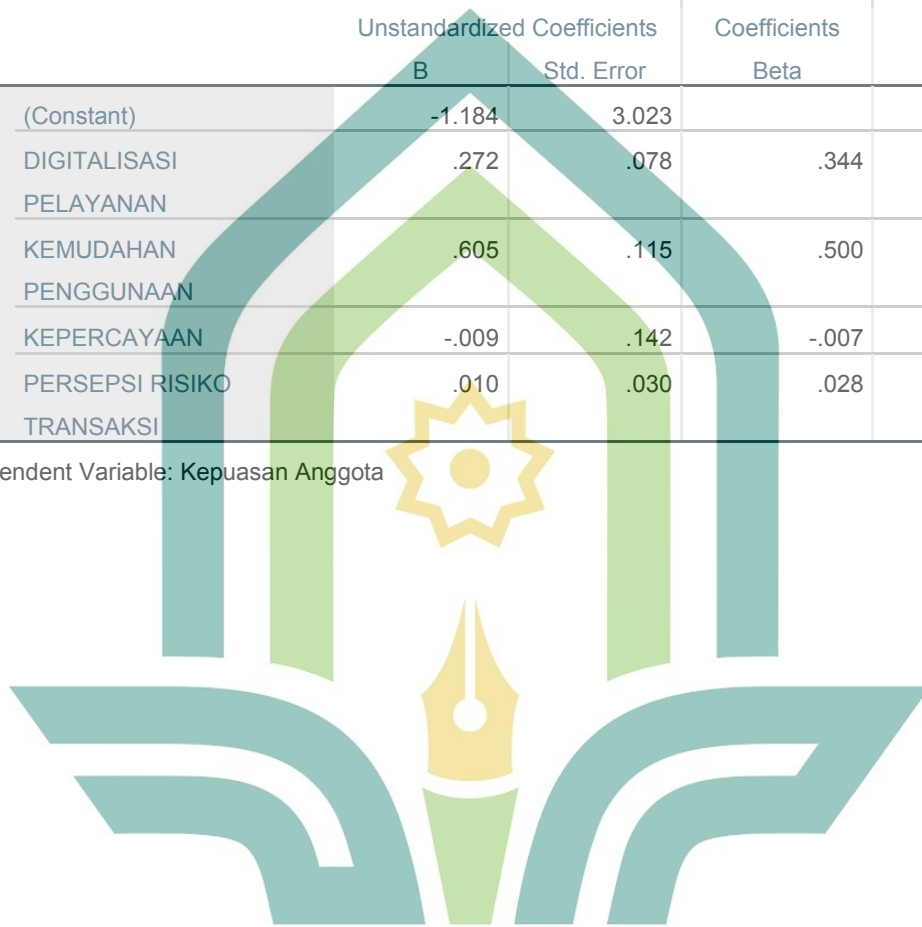 Unstandardized Coefficients Coefficients
B Std. Error Beta
(Constant) -1.184 3.023
DIGITALISASI .272 .078 .344
PELAYANAN
KEMUDAHAN .605 .115 .500
PENGGUNAAN
KEPERCAYAAN -.009 .142 -.007
PERSEPSI RISIKO .010 .030 .028
TRANSAKSI
endent Variable: Kepuasan Anggota